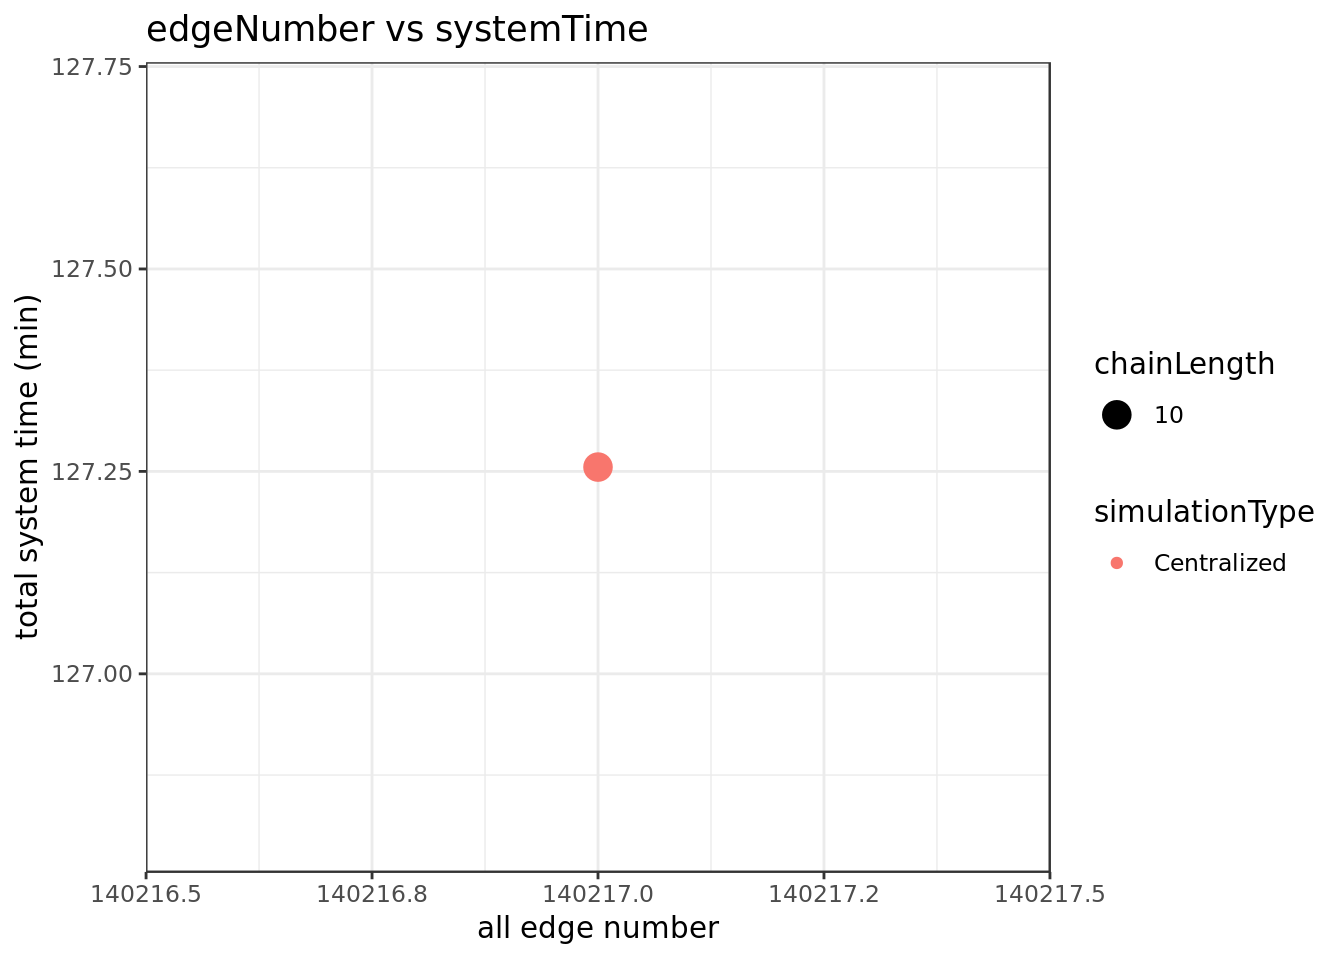 edgeNumber vs systemTime
127.75
127.50
127.25
127.00
total system time (min)
140216.5 140216.8 140217.0 140217.2 140217.5
all edge number
chainLength
10
simulationType
Centralized